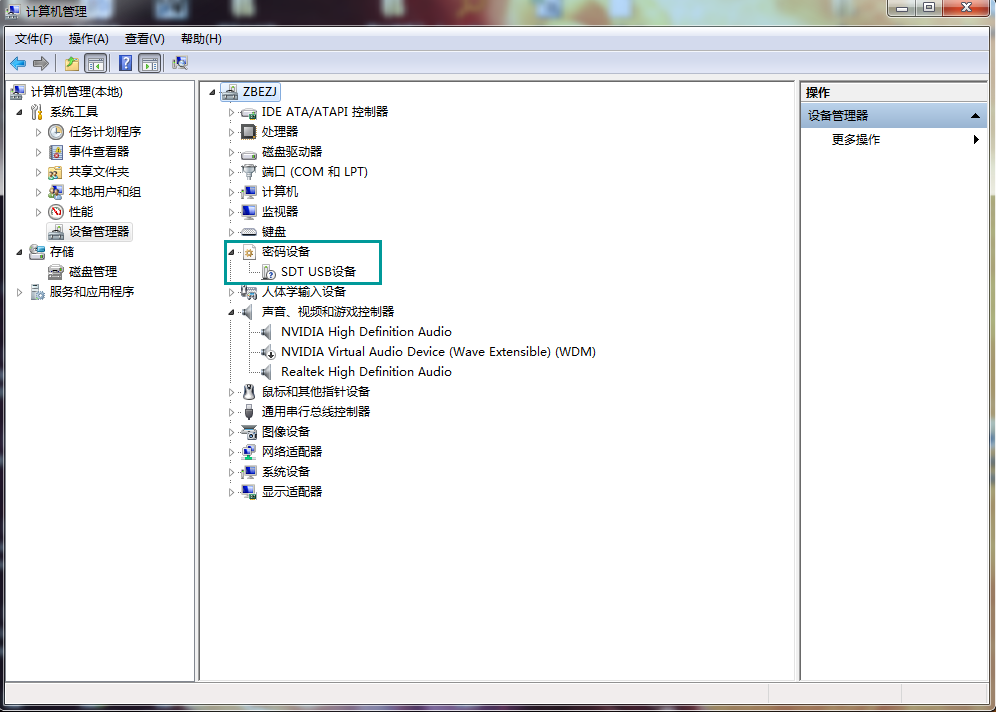 计算机管理
文件(F) 操作(A) 查看(V) 帮助(H)
计算机管理(本地)
系统工具
任务计划程序
事件查看器
共享文件夹
本地用户和组
性能
设备管理器
存储
磁盘管理
服务和应用程序
ZBEZJ
IDE ATA/ATAPI 控制器
处理器
磁盘驱动器
端口 (COM 和 LPT)
计算机
监视器
键盘
密码设备
SDT USB设备
人体学输入设备
声音、视频和游戏控制器
NVIDIA High Definition Audio
NVIDIA Virtual Audio Device (Wave Extensible) (WDM)
Realtek High Definition Audio
鼠标和其他指针设备
通用串行总线控制器
图像设备
网络适配器
系统设备
显示适配器
操作
设备管理器
更多操作